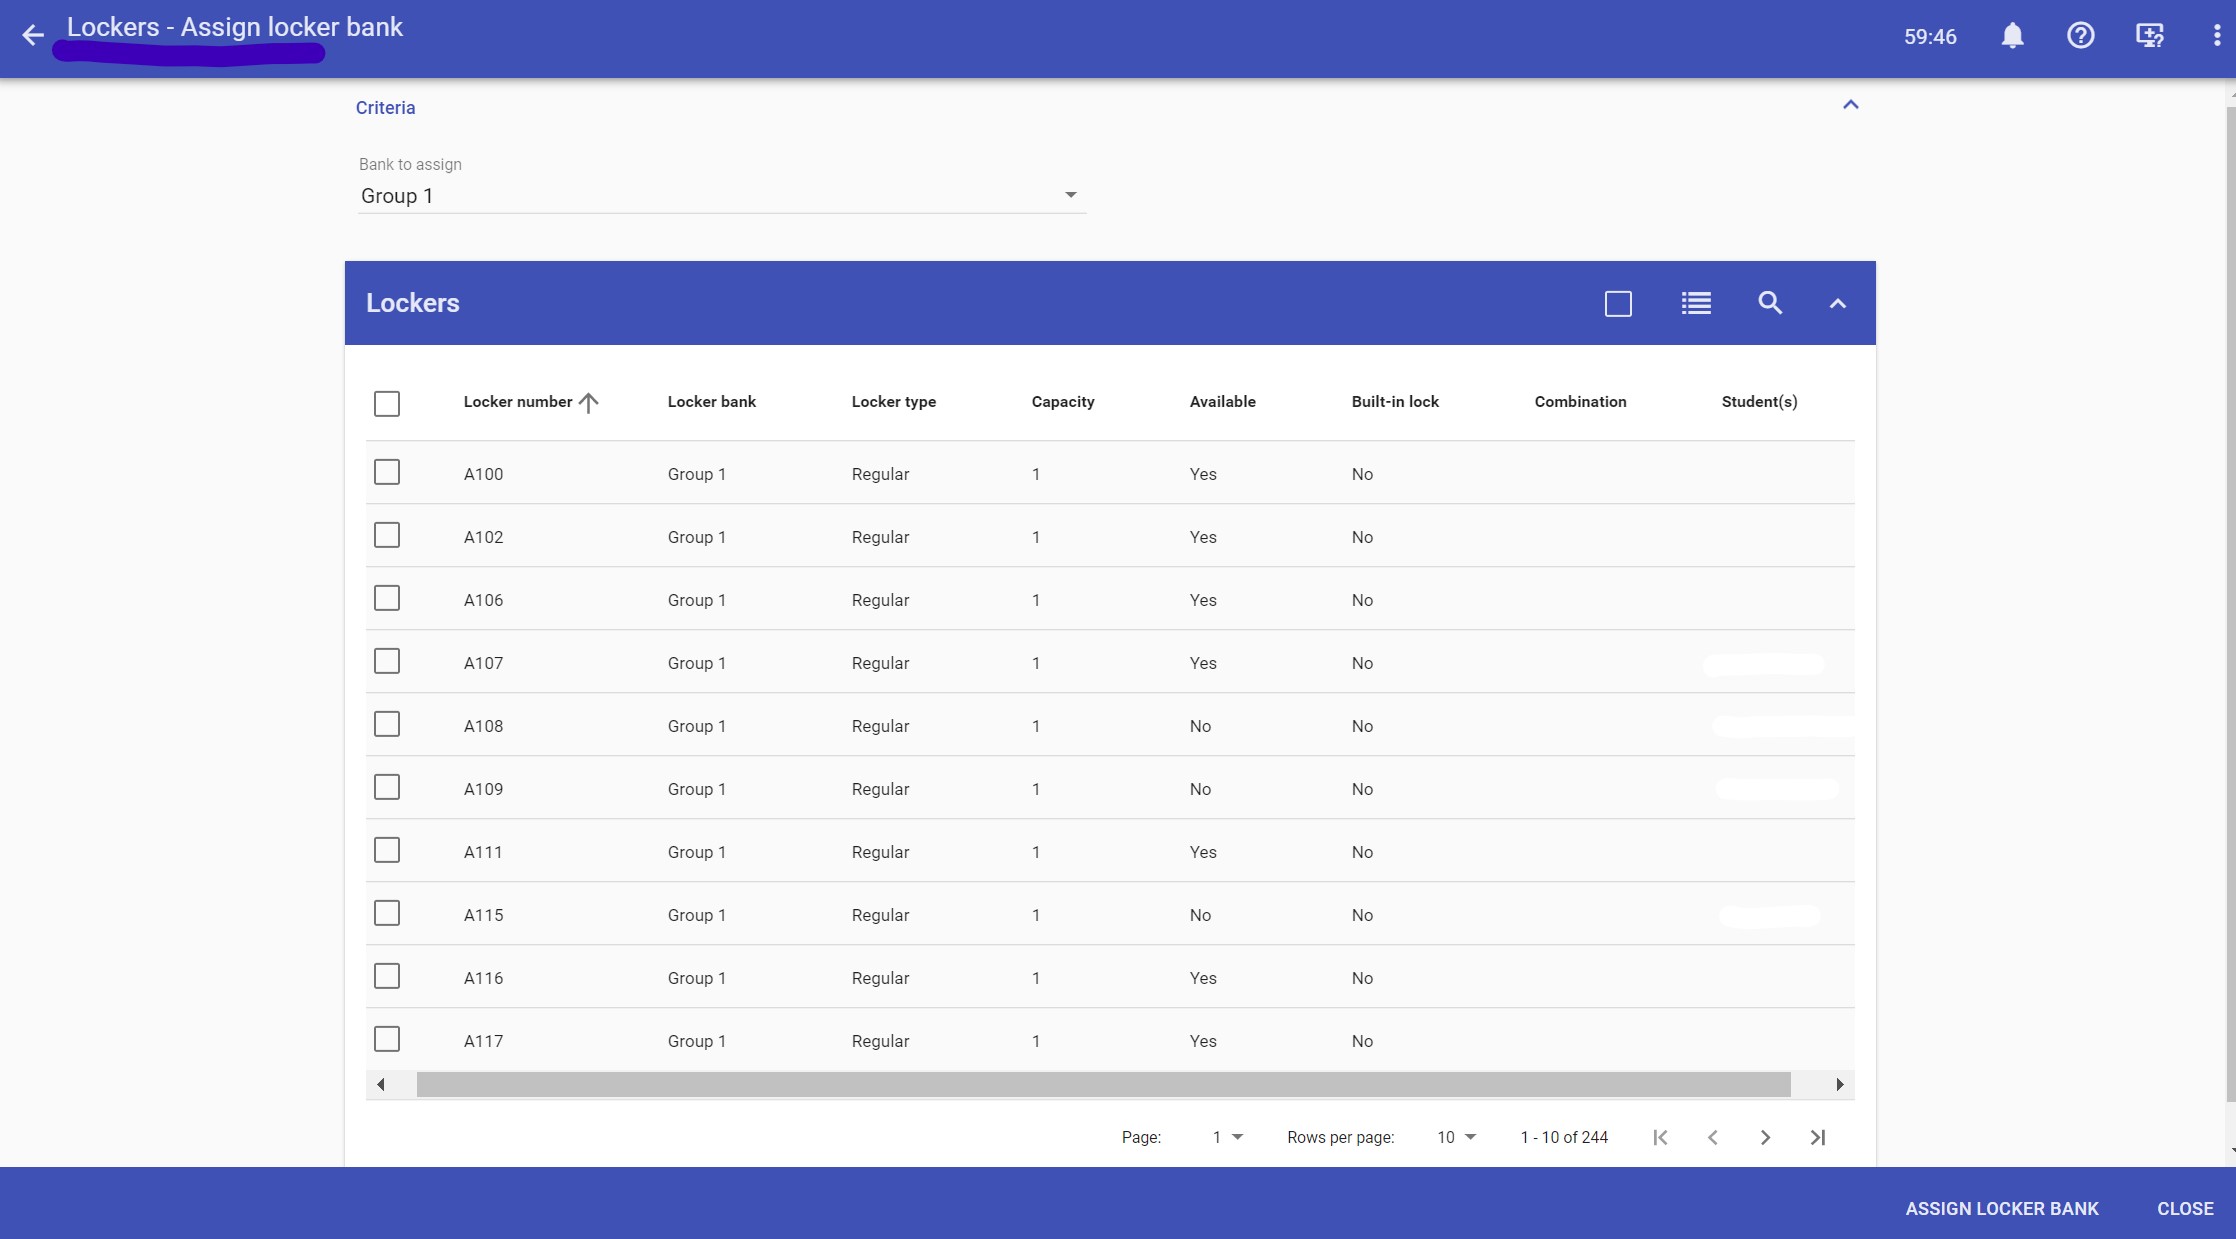 Lockers - Assign locker bank
59:46
Criteria
Bank to assign
Group 1
Lockers
Locker number Locker bank Locker type Capacity Available Built-in lock Combination Student(s)
A100 Group 1 Regular 1 Yes No
A102 Group 1 Regular 1 Yes No
A106 Group 1 Regular 1 Yes No
A107 Group 1 Regular 1 Yes No
A108 Group 1 Regular 1 No No
A109 Group 1 Regular 1 No No
A111 Group 1 Regular 1 Yes No
A115 Group 1 Regular 1 No No
A116 Group 1 Regular 1 Yes No
A117 Group 1 Regular 1 Yes No
Page: 1 Rows per page: 10 1 - 10 of 244
ASSIGN LOCKER BANK CLOSE